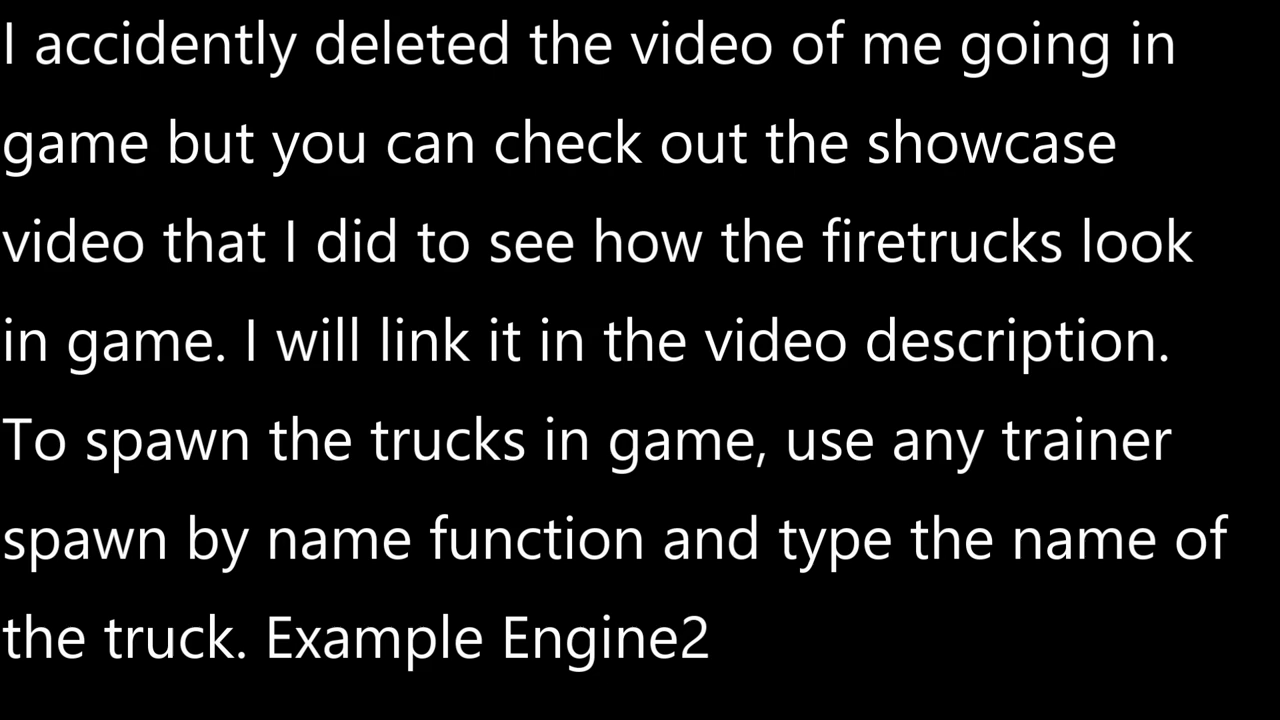 I accidently deleted the video of me going in
game but you can check out the showcase
video that I did to see how the firetrucks look
in game. I will link it in the video description.
To spawn the trucks in game, use any trainer
spawn by name function and type the name of
the truck. Example Engine2